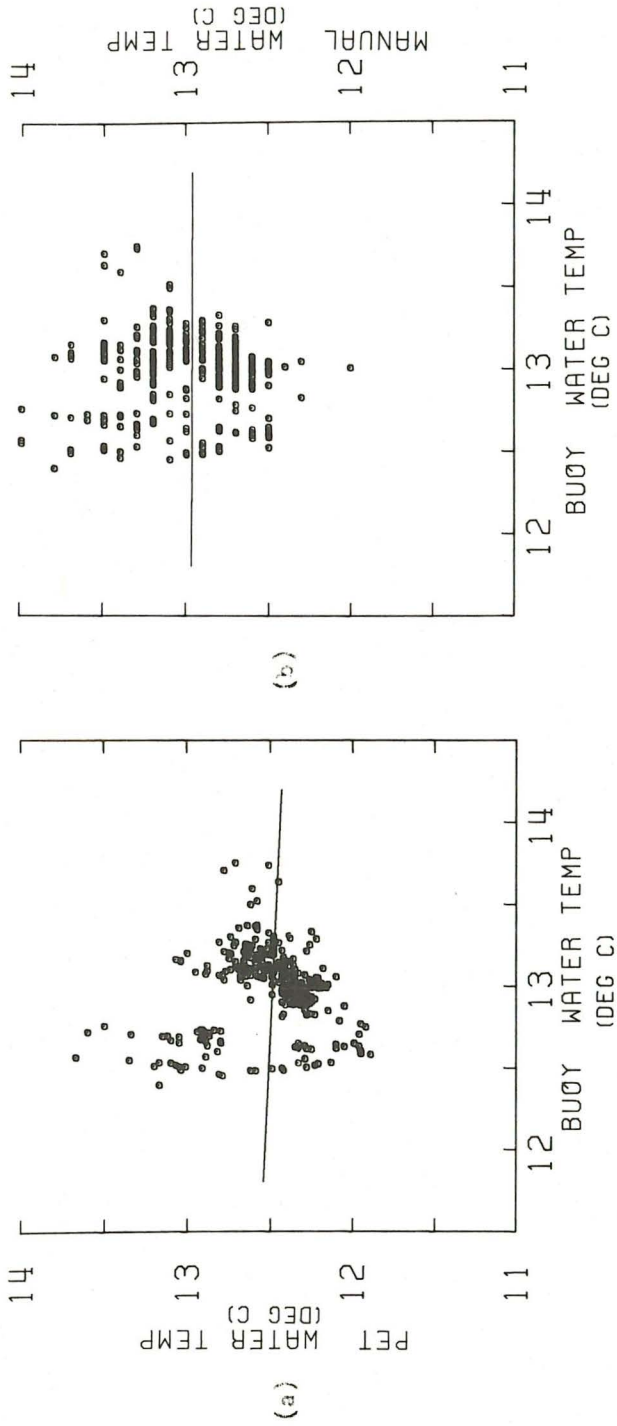 (a)
PET WATER TEMP
(DEG C)
14
13
12
11
12 13 14
BUOY WATER TEMP
(DEG C)
(b)
14
13
12
11
MANUAL WATER TEMP
(DEG C)
12 13 14
BUOY WATER TEMP
(DEG C)